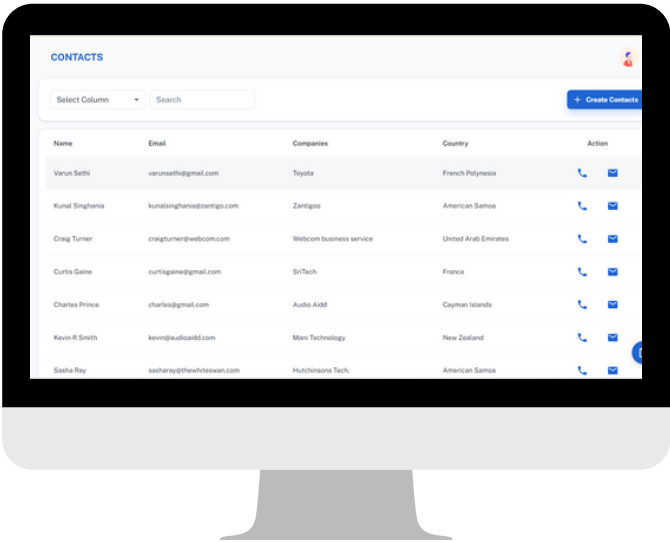 CONTACTS
Select Column Search + Create Contacts
Name Email Companies Country Action
Varun Sethi varunsethi@gmail.com Toyota French Polynesia
Kunal Singhania kunalsinghania@zantigo.com Zantigoo American Samoa
Craig Turner craigturner@webcom.com Webcom business service United Arab Emirates
Curtis Gaine curtisgaine@gmail.com SriTech France
Charles Prince charles@gmail.com Audio Aidd Cayman Islands
Kevin R Smith kevin@audioaidd.com Mani Technology New Zealand
Sasha Ray sasharay@thewhiteswan.com Hutchinsons Tech. American Samoa